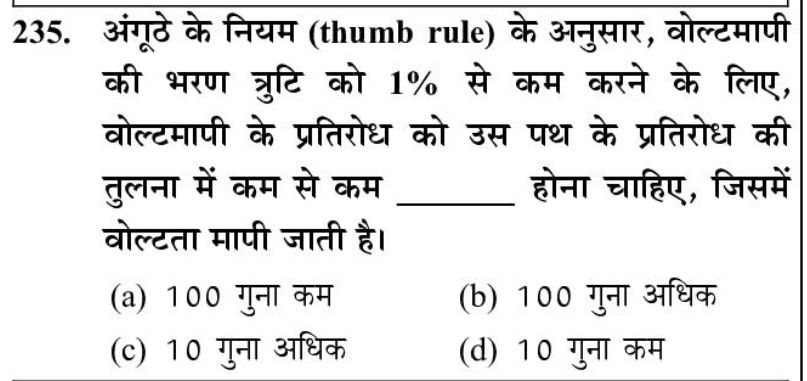 235. अंगूठे के नियम (thumb rule) के अनुसार, वोल्टमापी
की भरण त्रुटि को 1% से कम करने के लिए,
वोल्टमापी के प्रतिरोध को उस पथ के प्रतिरोध की
तुलना में कम से कम ________ होना चाहिए, जिसमें
वोल्टता मापी जाती है।
(a) 100 गुना कम (b) 100 गुना अधिक
(c) 10 गुना अधिक (d) 10 गुना कम